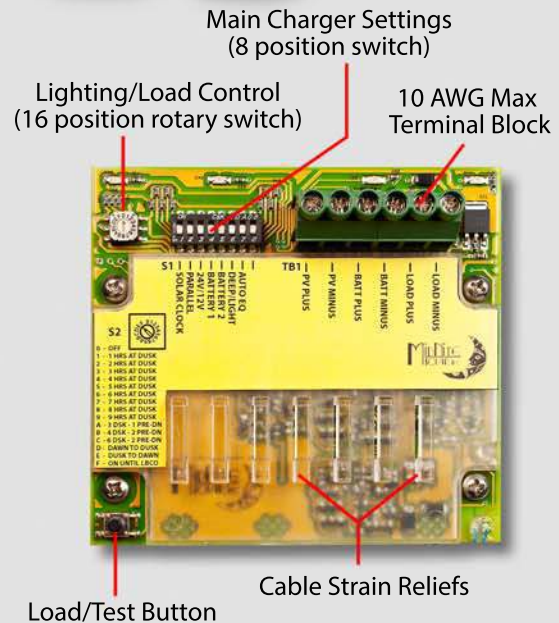 Main Charger Settings
(8 position switch)
Lighting/Load Control
(16 position rotary switch)
10 AWG Max
Terminal Block
S1
SOLAR CLOCK
PARALLEL
24V/12V
BATTERY 1
BATTERY 2
DEEP/LIGHT
AUTO EQ
TB1
PV PLUS
PV MINUS
BATT PLUS
BATT MINUS
LOAD PLUS
LOAD MINUS
S2
0 - OFF
1 - 1 HRS AT DUSK
2 - 2 HRS AT DUSK
3 - 3 HRS AT DUSK
4 - 4 HRS AT DUSK
5 - 5 HRS AT DUSK
6 - 6 HRS AT DUSK
7 - 7 HRS AT DUSK
8 - 8 HRS AT DUSK
9 - 9 HRS AT DUSK
A - 3 DSK - 1 PRE-DN
B - 4 DSK - 2 PRE-DN
C - 6 DSK - 2 PRE-DN
D - DAWN TO DUSK
E - DUSK TO DAWN
F - ON UNTIL LBCO
MidNite
Cable Strain Reliefs
Load/Test Button